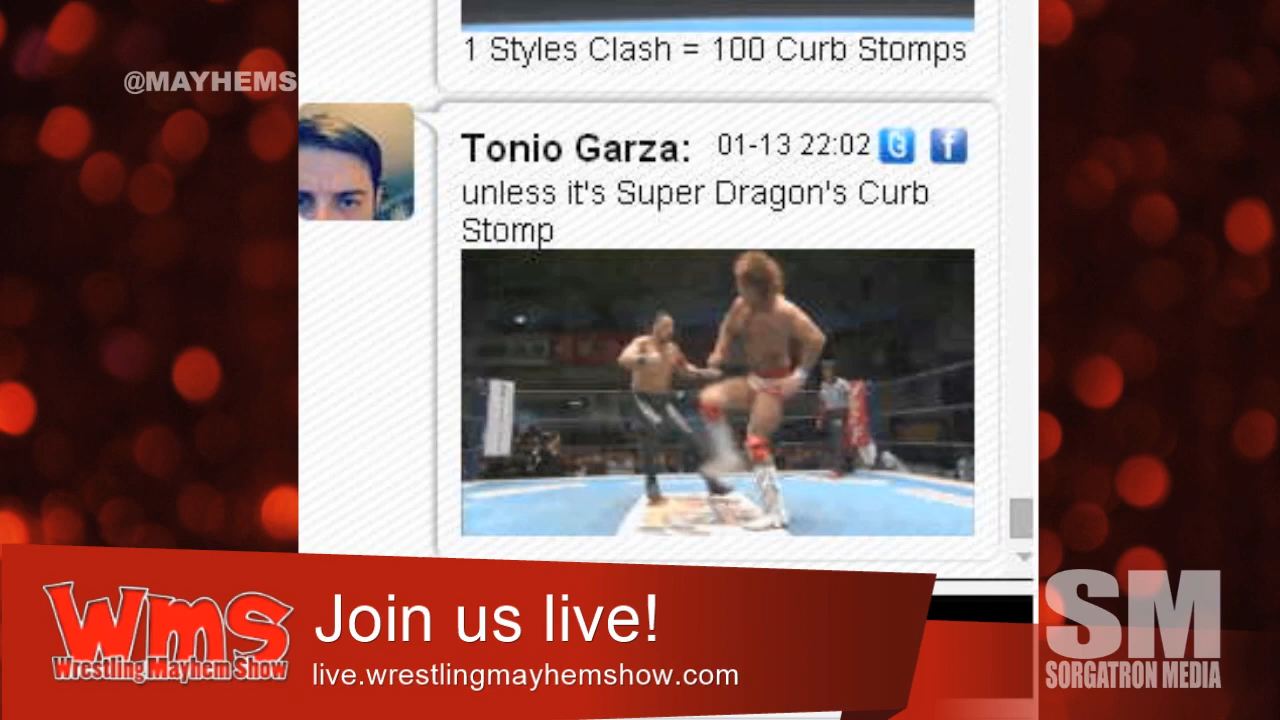 1 Styles Clash = 100 Curb Stomps
@MAYHEMS
Tonio Garza: 01-13 22:02
unless it's Super Dragon's Curb
Stomp
wms
Wrestling Mayhem Show
Join us live!
live.wrestlingmayhemshow.com
SM
SORGATRON MEDIA